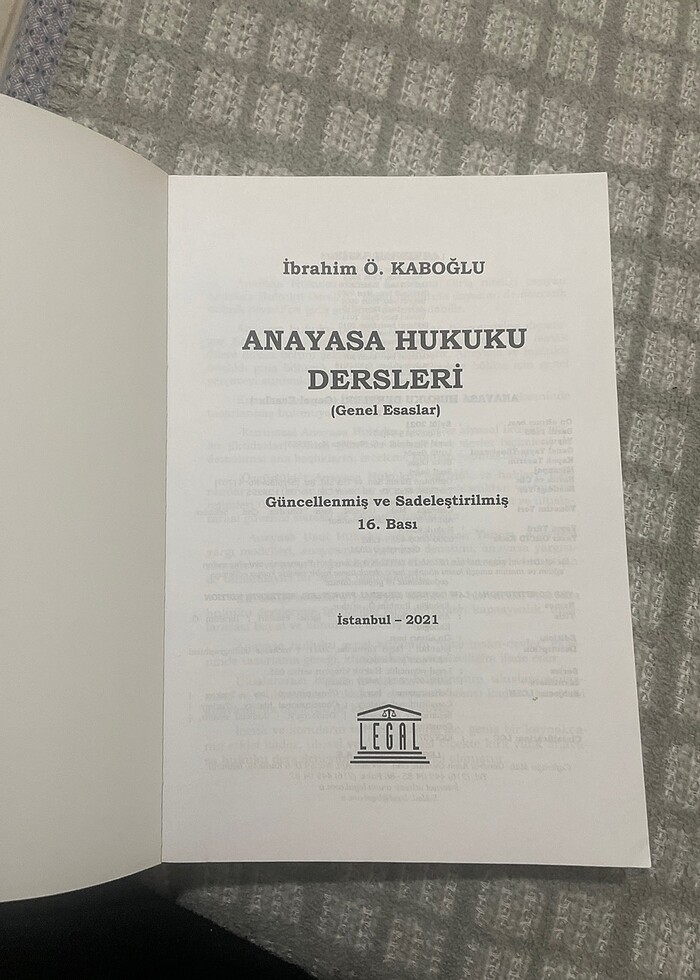 İbrahim Ö. KABOĞLU
ANAYASA HUKUKU
DERSLERİ
(Genel Esaslar)
Güncellenmiş ve Sadeleştirilmiş
16. Bası
İstanbul – 2021
LEGAL